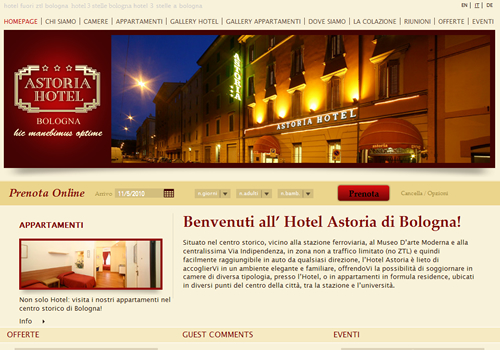 hotel fuori ztl bologna hotel 3 stelle bologna hotel 3 stelle a bologna
EN | IT | DE
HOMEPAGE | CHI SIAMO | CAMERE | APPARTAMENTI | GALLERY HOTEL | GALLERY APPARTAMENTI | DOVE SIAMO | LA COLAZIONE | RIUNIONI | OFFERTE | EVENTI
ASTORIA
HOTEL
BOLOGNA
hic manebimus optime
ASTORIA HOTEL
Prenota Online
Arrivo
11/5/2010
n.giorni
n.adulti
n.bamb.
Prenota
Cancella / Opzioni
APPARTAMENTI
Non solo Hotel: visita i nostri appartamenti nel
centro storico di Bologna!
Info
Benvenuti all' Hotel Astoria di Bologna!
Situato nel centro storico, vicino alla stazione ferroviaria, al Museo D'arte Moderna e alla
centralissima Via Indipendenza, in zona non a traffico limitato (no ZTL) e quindi
facilmente raggiungibile in auto da qualsiasi direzione, l'Hotel Astoria è lieto di
accoglierVi in un ambiente elegante e familiare, offrendoVi la possibilità di soggiornare in
camere di diversa tipologia, presso l'Hotel, o in appartamenti in formula residence, ubicati
in diversi punti del centro della città, tra la stazione e l'università.
OFFERTE
GUEST COMMENTS
EVENTI